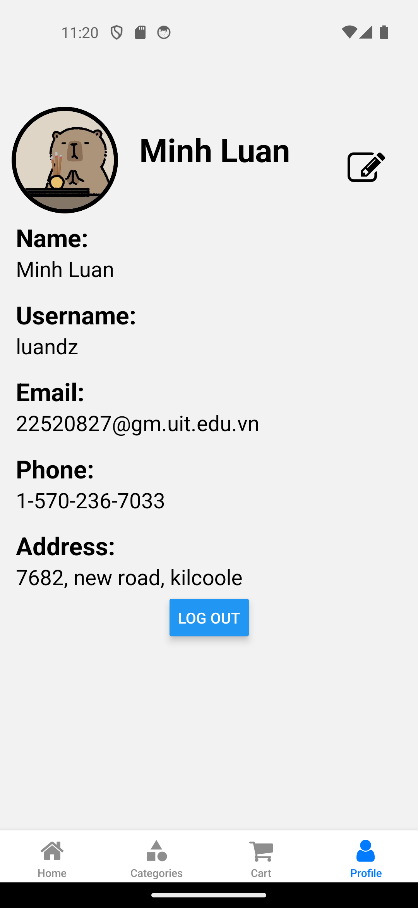 11:20
Minh Luan
Name:
Minh Luan
Username:
luandz
Email:
22520827@gm.uit.edu.vn
Phone:
1-570-236-7033
Address:
7682, new road, kilcoole
LOG OUT
Home Categories Cart Profile